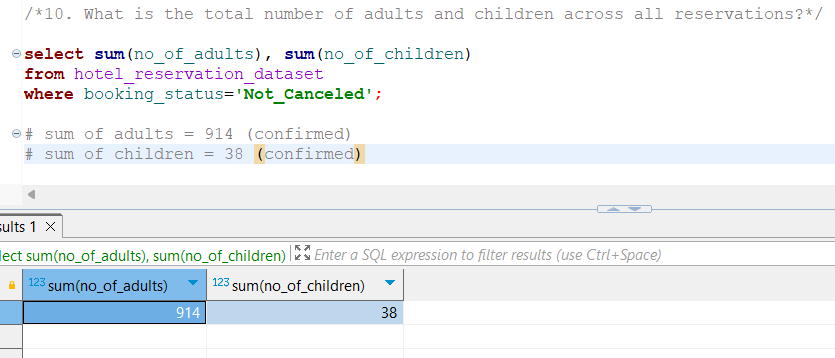 /*10. What is the total number of adults and children across all reservations?*/
select sum(no_of_adults), sum(no_of_children)
from hotel_reservation_dataset
where booking_status='Not_Canceled';
# sum of adults = 914 (confirmed)
# sum of children = 38 (confirmed)
sults 1
lect sum(no_of_adults), sum(no_of_children) Enter a SQL expression to filter results (use Ctrl+Space)
123 sum(no_of_adults) 123 sum(no_of_children)
914 38